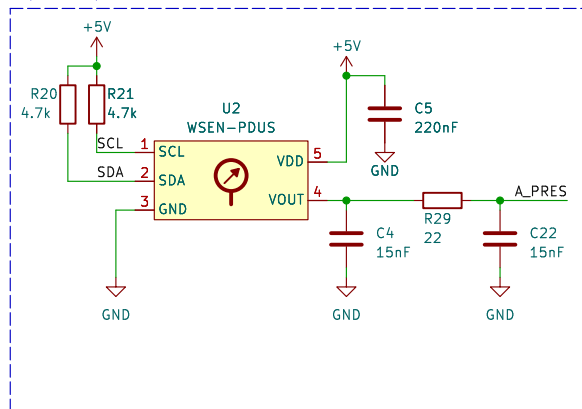 +5V
+5V
R20
4.7k
R21
4.7k
U2
WSEN-PDUS
C5
220nF
GND
SCL
SDA
1
2
3
SCL
SDA
GND
VDD
VOUT
5
4
A_PRES
R29
22
C4
15nF
C22
15nF
GND
GND
GND